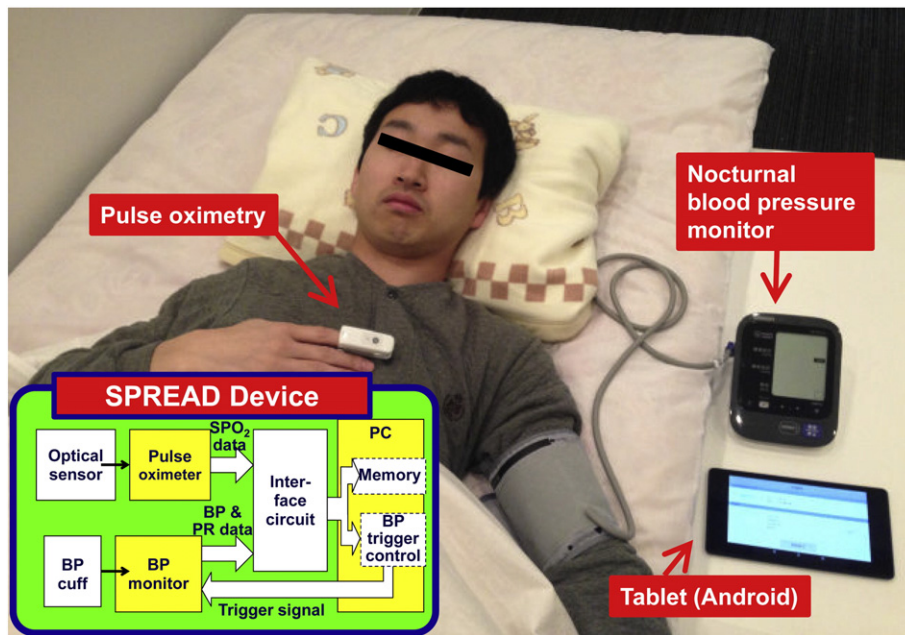 Pulse oximetry
Nocturnal
blood pressure
monitor
Tablet (Android)
SPREAD Device
Optical
sensor
Pulse
oximeter
SPO₂
data
Inter-
face
circuit
PC
Memory
BP &
PR data
BP
trigger
control
BP
cuff
BP
monitor
Trigger signal
C
B